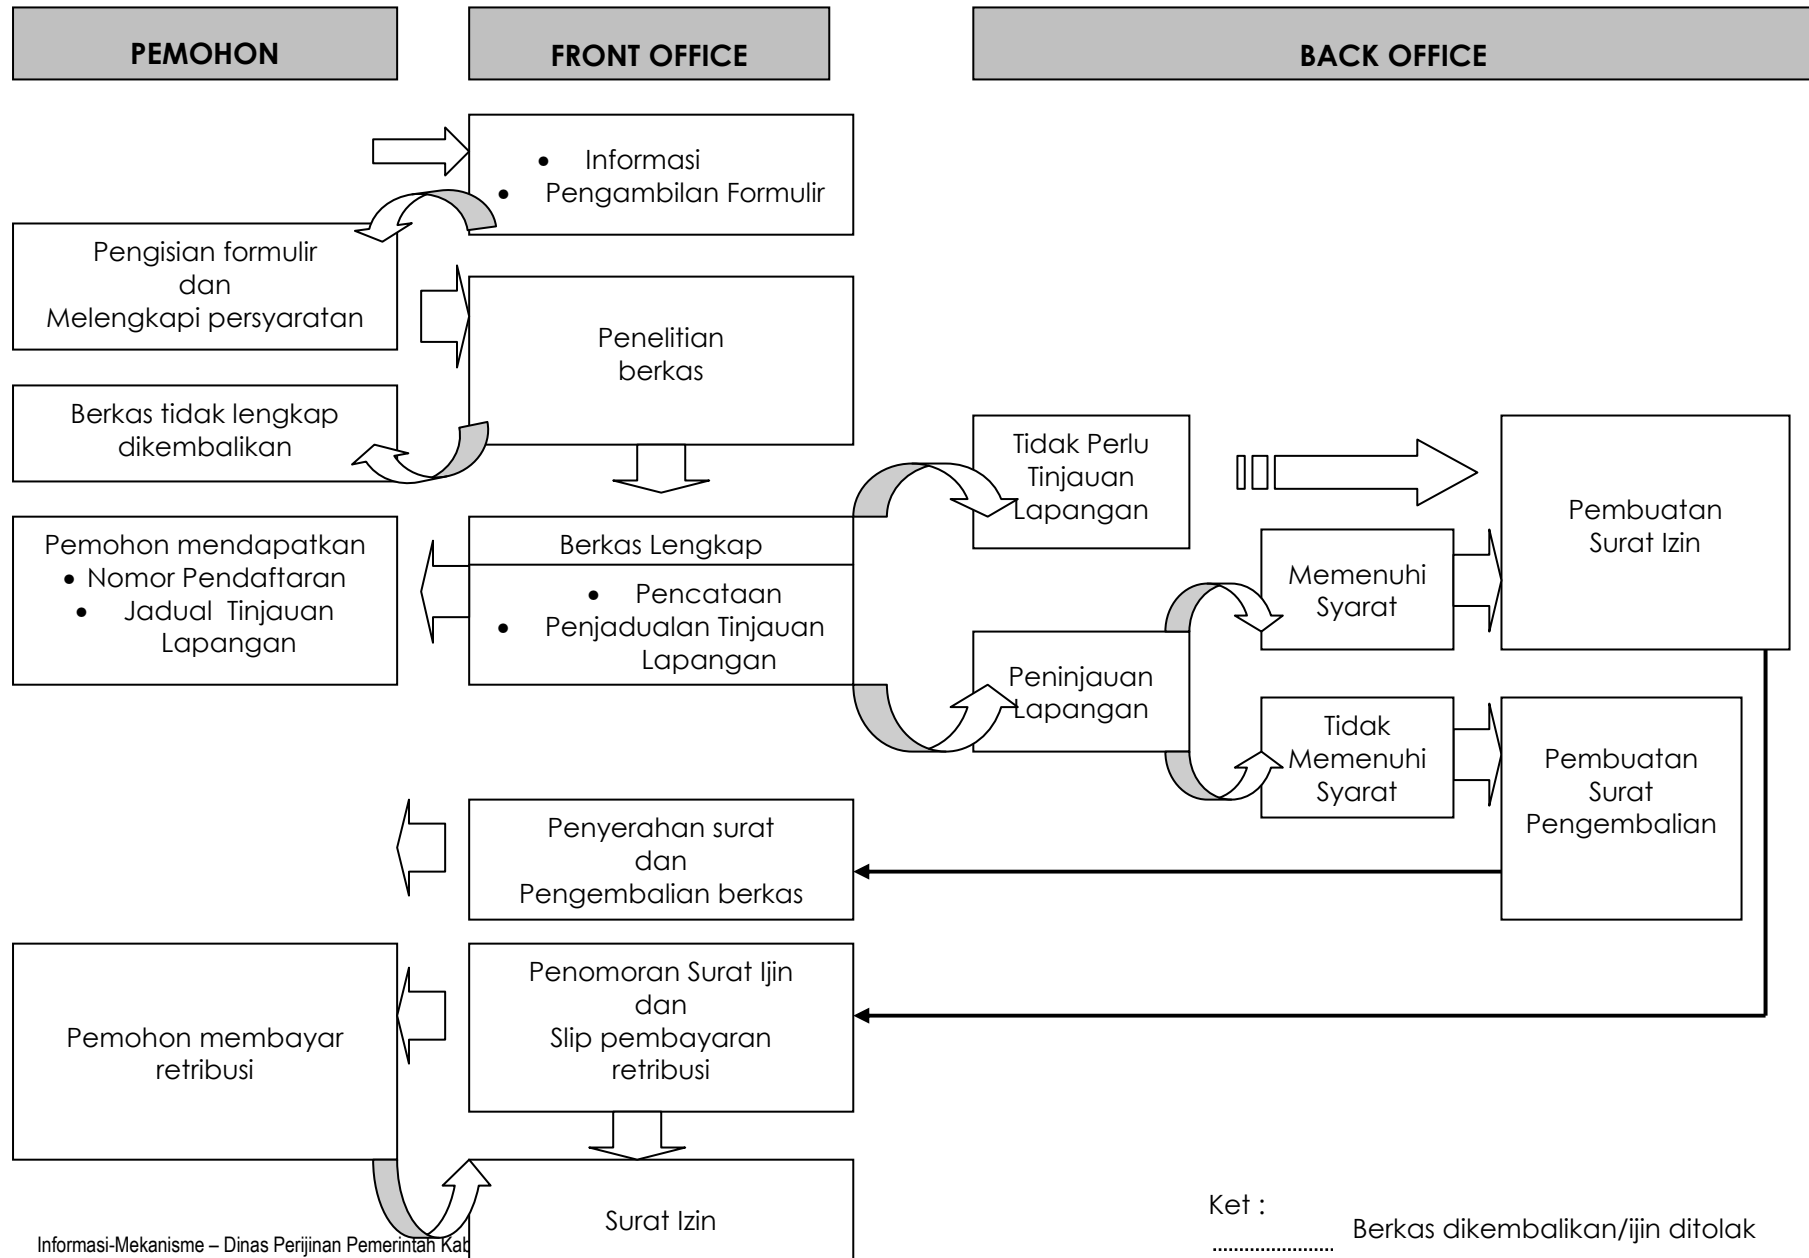 PEMOHON
FRONT OFFICE
BACK OFFICE
• Informasi
• Pengambilan Formulir
Pengisian formulir
dan
Melengkapi persyaratan
Penelitian
berkas
Berkas tidak lengkap
dikembalikan
Tidak Perlu
Tinjauan
Lapangan
Pembuatan
Surat Izin
Pemohon mendapatkan
• Nomor Pendaftaran
• Jadual Tinjauan
Lapangan
Berkas Lengkap
• Pencataan
• Penjadualan Tinjauan
Lapangan
Memenuhi
Syarat
Peninjauan
Lapangan
Tidak
Memenuhi
Syarat
Pembuatan
Surat
Pengembalian
Penyerahan surat
dan
Pengembalian berkas
Penomoran Surat Ijin
dan
Slip pembayaran
retribusi
Pemohon membayar
retribusi
Surat Izin
Ket :
Berkas dikembalikan/ijin ditolak
Informasi-Mekanisme – Dinas Perijinan Pemerintah Kab